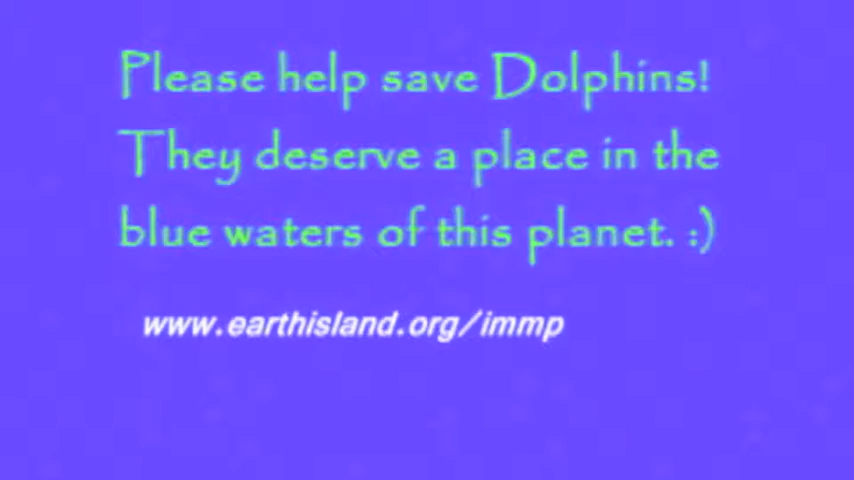 Please help save Dolphins!
They deserve a place in the
blue waters of this planet. :)
www.earthisland.org/immp